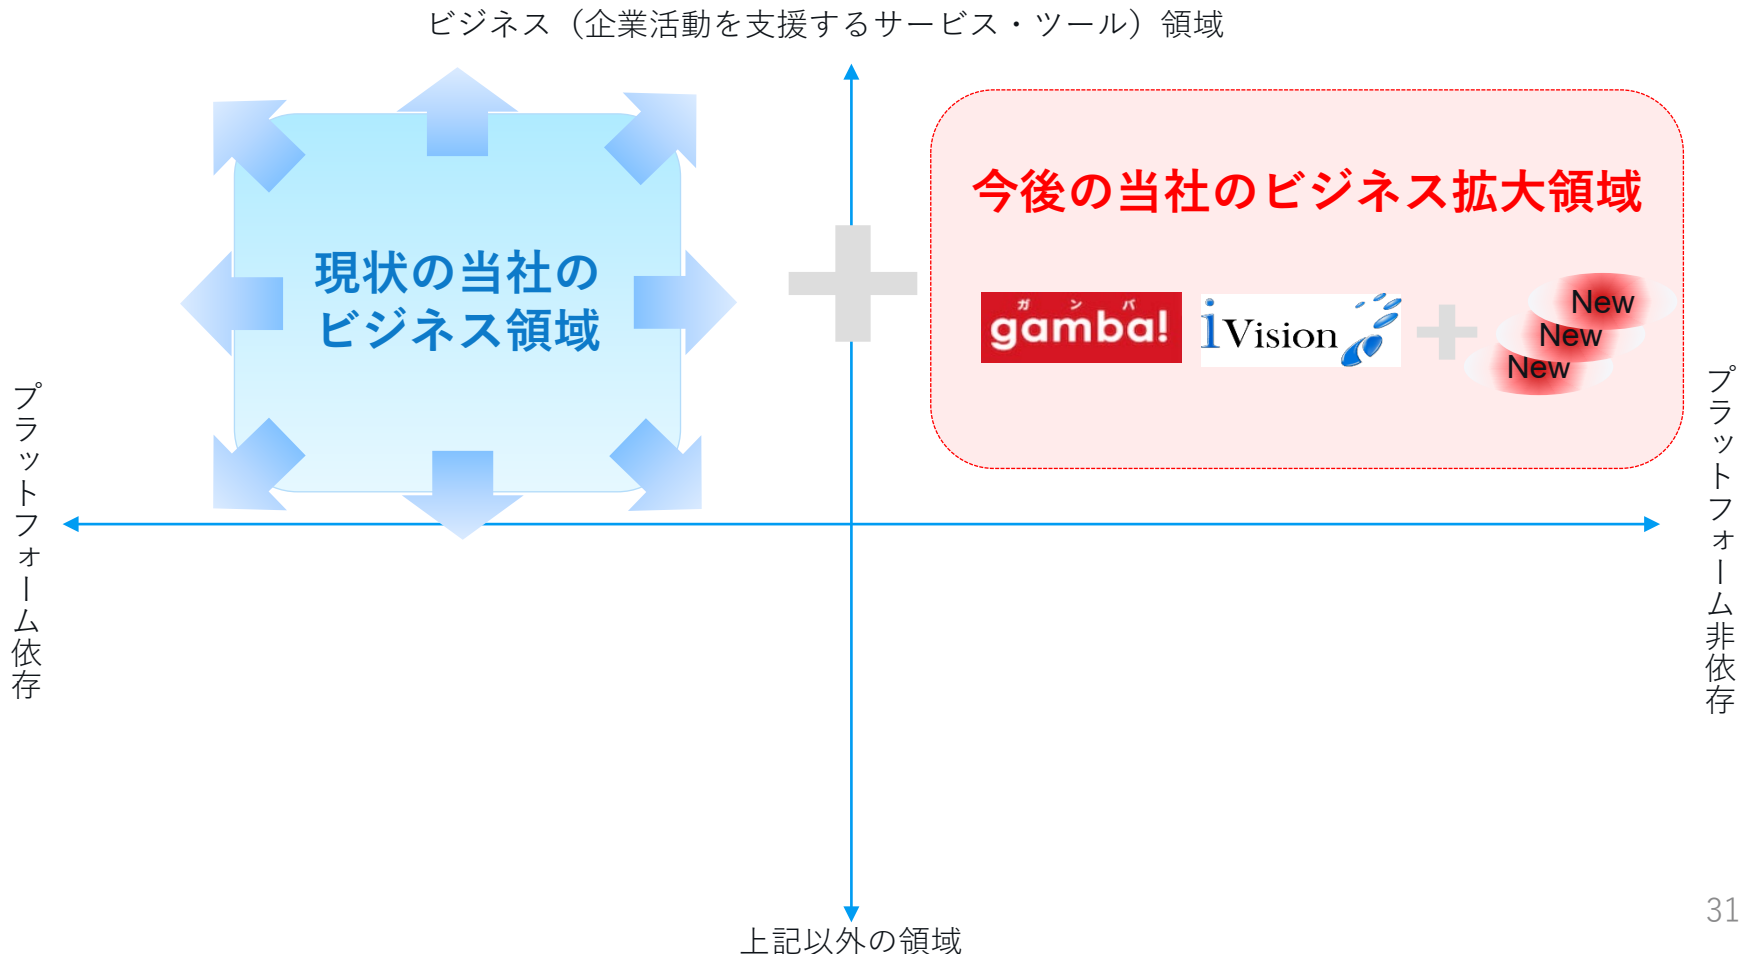 ビジネス（企業活動を支援するサービス・ツール）領域
現状の当社の
ビジネス領域
今後の当社のビジネス拡大領域
ガンバ
gamba!
iVision
New
New
New
プラットフォーム依存
プラットフォーム非依存
上記以外の領域
31